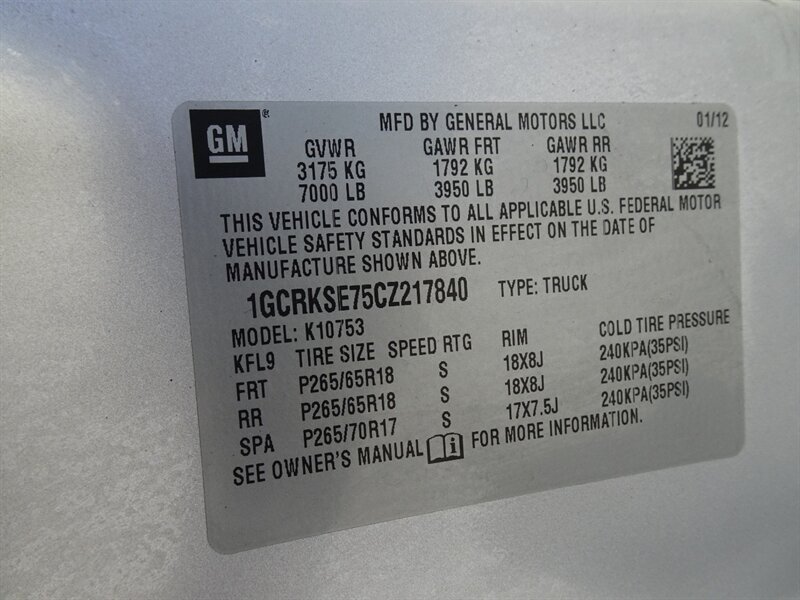 GM ® MFD BY GENERAL MOTORS LLC 01/12
GVWR GAWR FRT GAWR RR
3175 KG 1792 KG 1792 KG
7000 LB 3950 LB 3950 LB
THIS VEHICLE CONFORMS TO ALL APPLICABLE U.S. FEDERAL MOTOR
VEHICLE SAFETY STANDARDS IN EFFECT ON THE DATE OF
MANUFACTURE SHOWN ABOVE.
1GCRKSE75CZ217840 TYPE: TRUCK
MODEL: K10753
KFL9 TIRE SIZE SPEED RTG RIM COLD TIRE PRESSURE
FRT P265/65R18 S 18X8J 240KPA(35PSI)
RR P265/65R18 S 18X8J 240KPA(35PSI)
SPA P265/70R17 S 17X7.5J 240KPA(35PSI)
SEE OWNER'S MANUAL i FOR MORE INFORMATION.